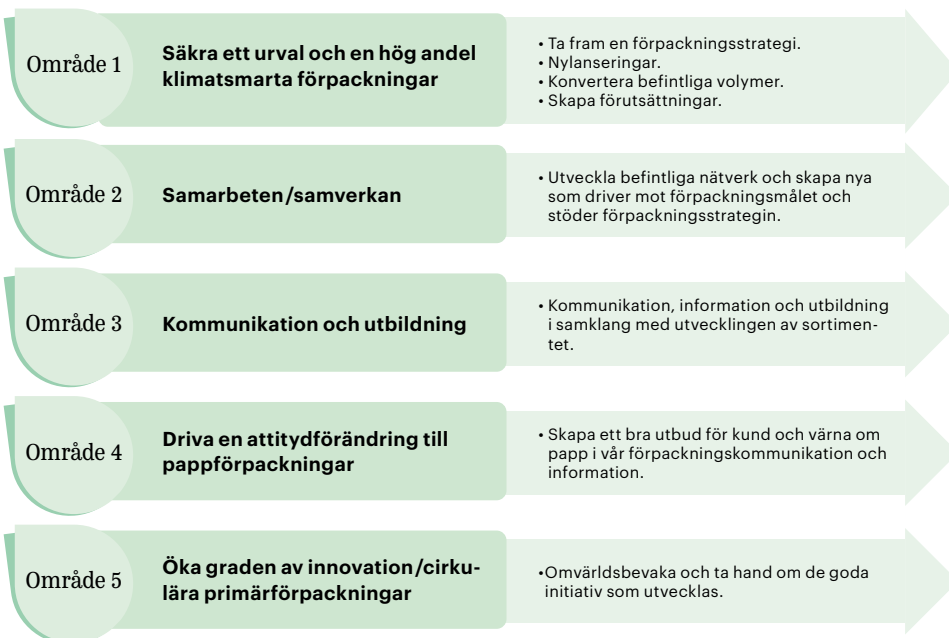 Område 1
Säkra ett urval och en hög andel
klimatsmarta förpackningar
• Ta fram en förpackningsstrategi.
• Nylanseringar.
• Konvertera befintliga volymer.
• Skapa förutsättningar.
Område 2
Samarbeten/samverkan
• Utveckla befintliga nätverk och skapa nya
som driver mot förpackningsmålet och
stöder förpackningsstrategin.
Område 3
Kommunikation och utbildning
• Kommunikation, information och utbildning
i samklang med utvecklingen av sortimen-
tet.
Område 4
Driva en attitydförändring till
pappförpackningar
• Skapa ett bra utbud för kund och värna om
papp i vår förpackningskommunikation och
information.
Område 5
Öka graden av innovation/cirku-
lära primärförpackningar
•Omvärldsbevaka och ta hand om de goda
initiativ som utvecklas.